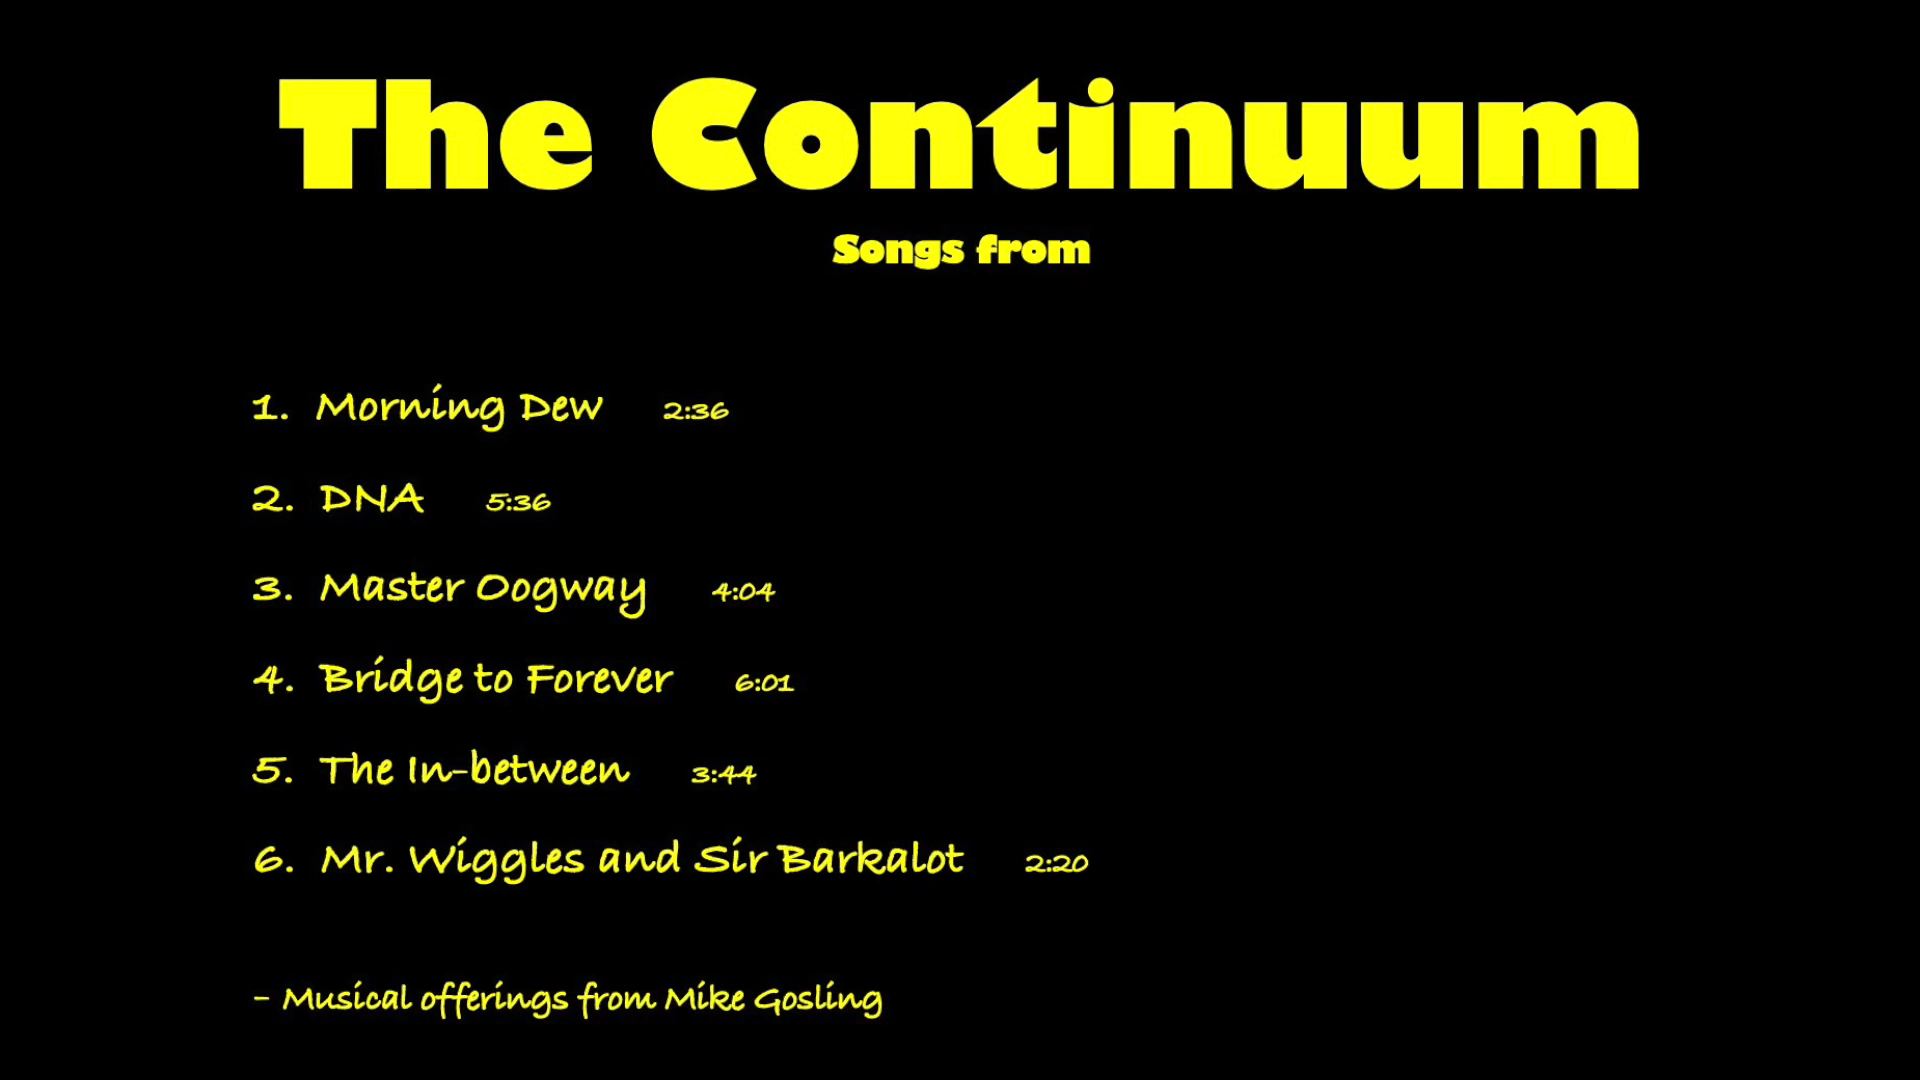 The Continuum
Songs from
1. Morning Dew 2:36
2. DNA 5:36
3. Master Oogway 4:04
4. Bridge to Forever 6:01
5. The In-between 3:44
6. Mr. Wiggles and Sir Barkalot 2:20
- Musical offerings from Mike Gosling